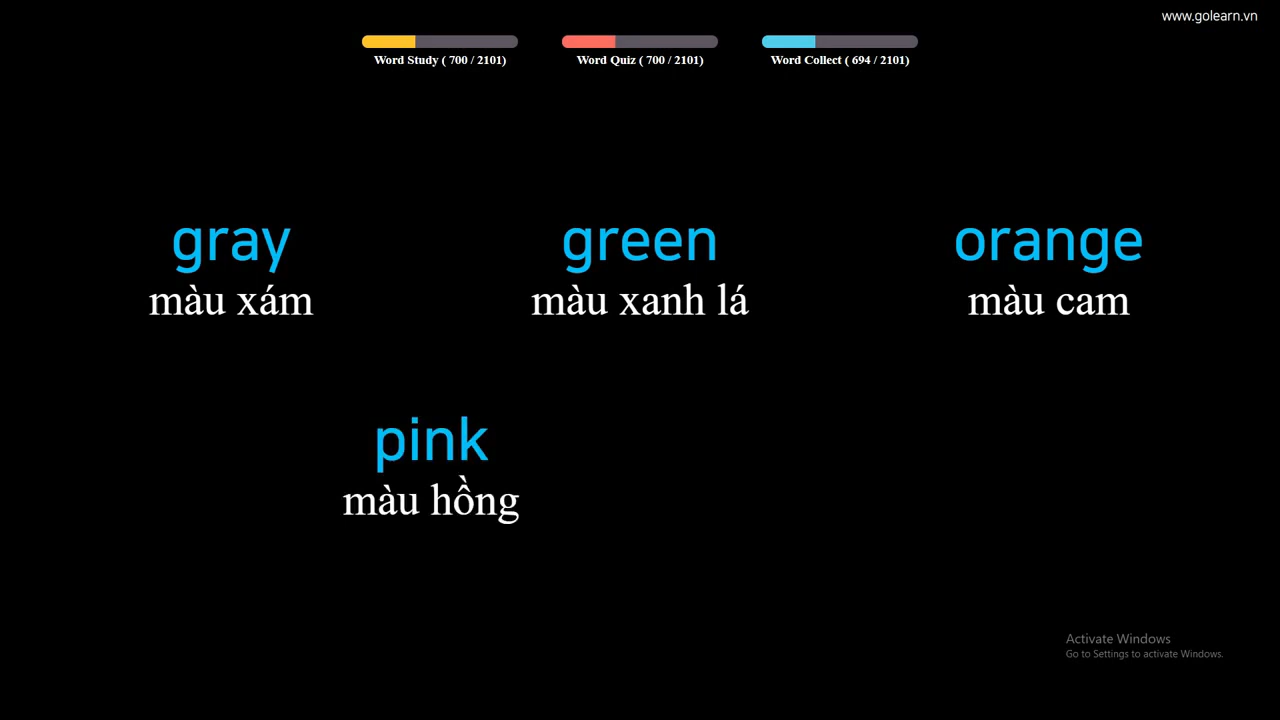 www.golearn.vn
Word Study ( 700 / 2101)
Word Quiz ( 700 / 2101)
Word Collect ( 694 / 2101)
gray
màu xám
green
màu xanh lá
orange
màu cam
pink
màu hồng
Activate Windows
Go to Settings to activate Windows.